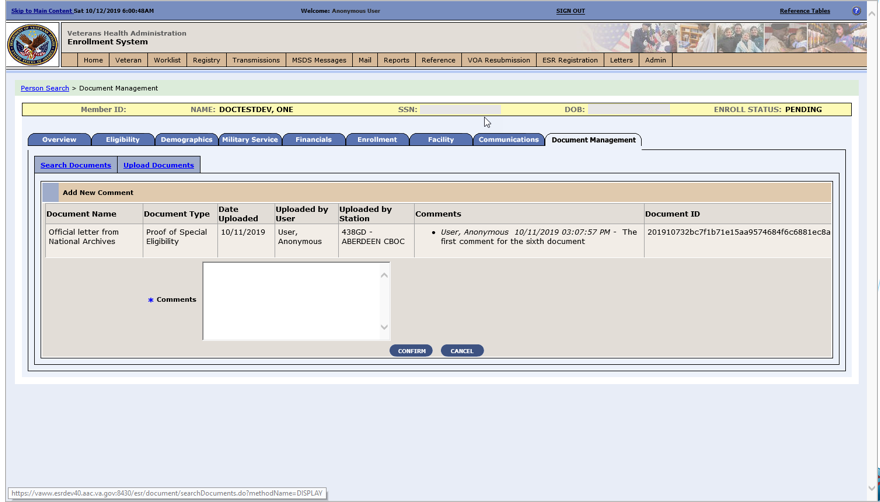 Skip to Main Content Sat 10/12/2019 6:00:48AM Welcome: Anonymous User SIGN OUT Reference Tables
Veterans Health Administration
Enrollment System
Home Veteran Worklist Registry Transmissions MSDS Messages Mail Reports Reference VOA Resubmission ESR Registration Letters Admin
Person Search > Document Management
Member ID: NAME: DOCTESTDEV, ONE SSN: DOB: ENROLL STATUS: PENDING
Overview Eligibility Demographics Military Service Financials Enrollment Facility Communications Document Management
Search Documents Upload Documents
Add New Comment
Document Name Document Type Date Uploaded Uploaded by User Uploaded by Station Comments Document ID
Official letter from National Archives Proof of Special Eligibility 10/11/2019 User, Anonymous 438GD - ABERDEEN CBOC • User, Anonymous 10/11/2019 03:07:57 PM - The first comment for the sixth document 201910732bc7f1b71e15aa9574684f6c6881ec8a
* Comments
CONFIRM CANCEL
https://vaww.esrdev40.aac.va.gov:8430/esr/document/searchDocuments.do?methodName=DISPLAY